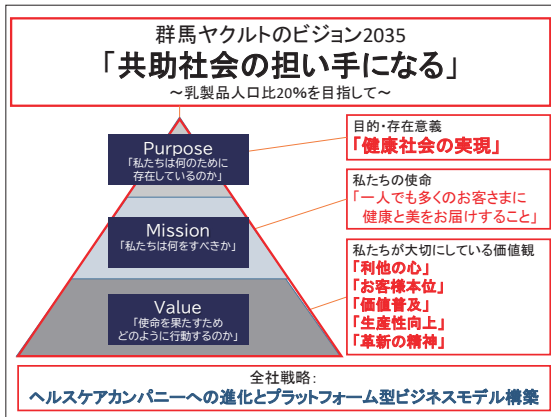 群馬ヤクルトのビジョン2035
「共助社会の担い手になる」
～乳製品人口比20%を目指して～
Purpose
「私たちは何のために
存在しているのか」
目的・存在意義
「健康社会の実現」
Mission
「私たちは何をすべきか」
私たちの使命
「一人でも多くのお客さまに
健康と美をお届けすること」
Value
「使命を果たすため
どのように行動するのか」
私たちが大切にしている価値観
「利他の心」
「お客様本位」
「価値普及」
「生産性向上」
「革新の精神」
全社戦略：
ヘルスケアカンパニーへの進化とプラットフォーム型ビジネスモデル構築